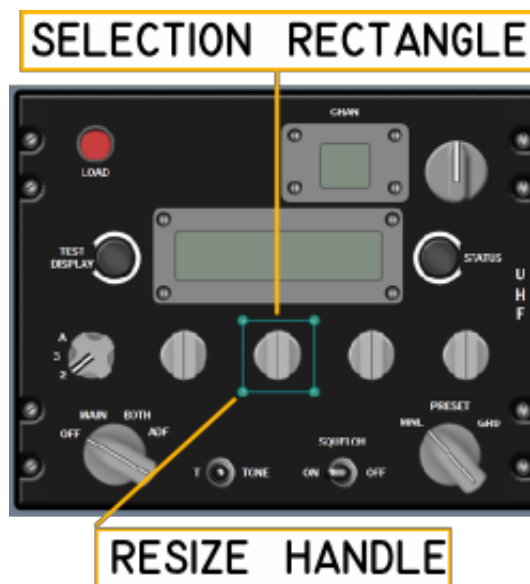 SELECTION RECTANGLE
CHAN
LOAD
TEST
DISPLAY
STATUS
U
H
F
A
3
2
OFF MAIN BOTH ADF
PRESET
MNL GRD
SQUELCH
T TONE ON OFF
RESIZE HANDLE